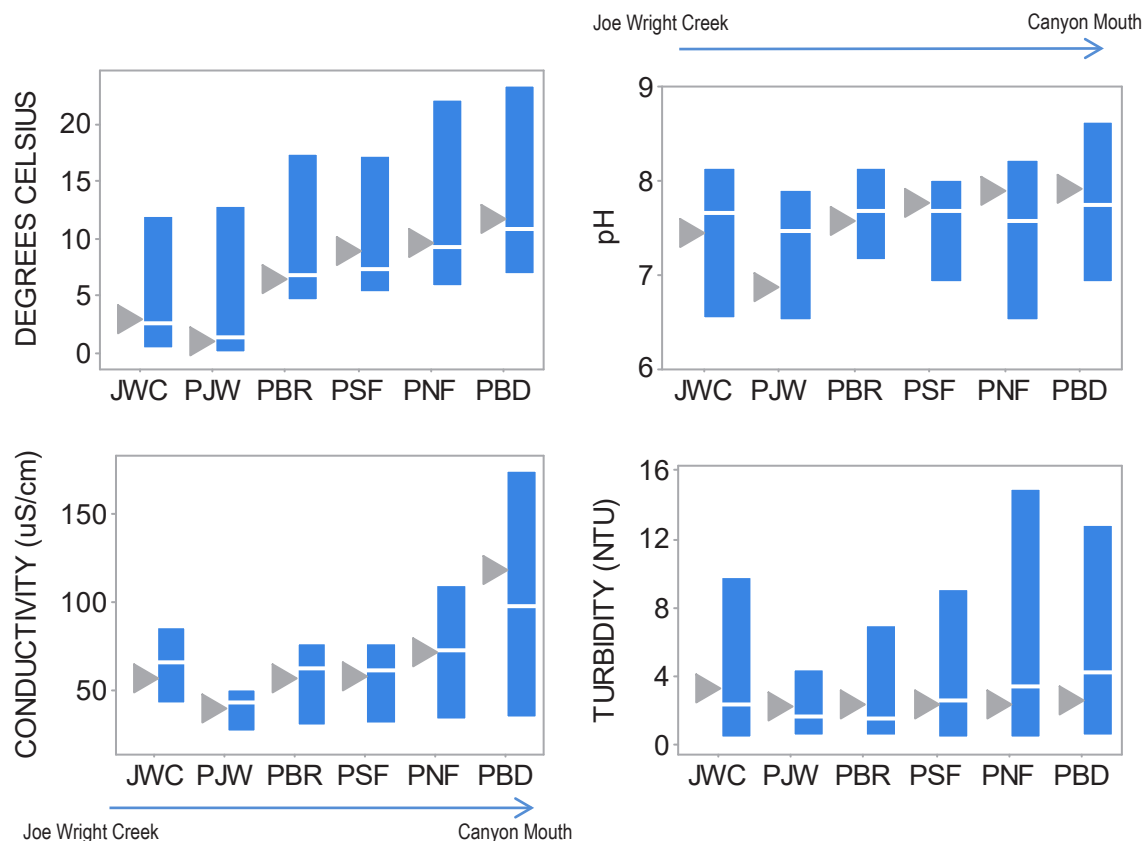 Joe Wright Creek Canyon Mouth
DEGREES CELSIUS
20
15
10
5
0
JWC PJW PBR PSF PNF PBD
pH
9
8
7
6
JWC PJW PBR PSF PNF PBD
CONDUCTIVITY (uS/cm)
150
100
50
JWC PJW PBR PSF PNF PBD
Joe Wright Creek Canyon Mouth
TURBIDITY (NTU)
16
12
8
4
0
JWC PJW PBR PSF PNF PBD